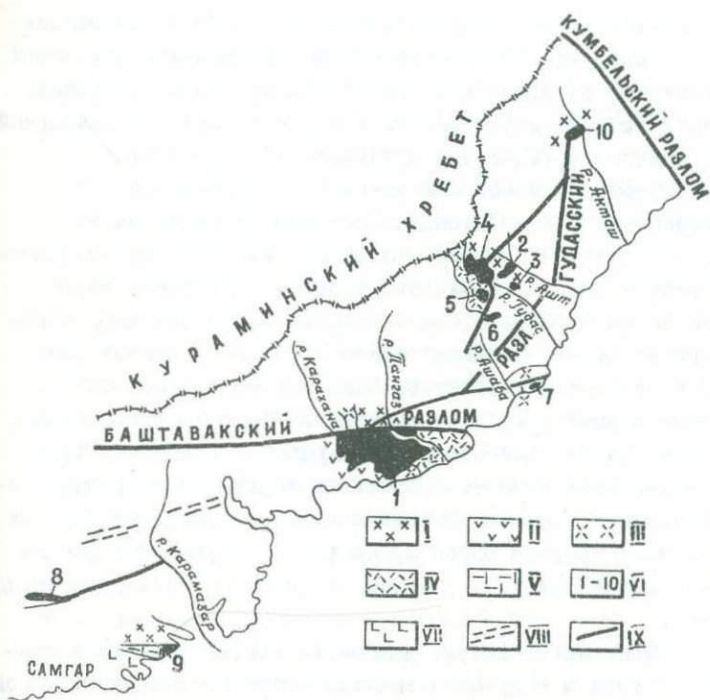 КУМБЕЛЬСКИЙ РАЗЛОМ
10
р. Акташ
КУРАМИНСКИЙ ХРЕБЕТ
ГУДАССКИЙ
РАЗЛ
4
2
3
р. Ашт
р. Гудас
5
6
р. Ашаба
7
р. Карахана
р. Пангаз
БАШТАВАКСКИЙ РАЗЛОМ
1
р. Карамазар
8
9
САМГАР
I
II
III
IV
V
1-10 VI
VII
VIII
IX